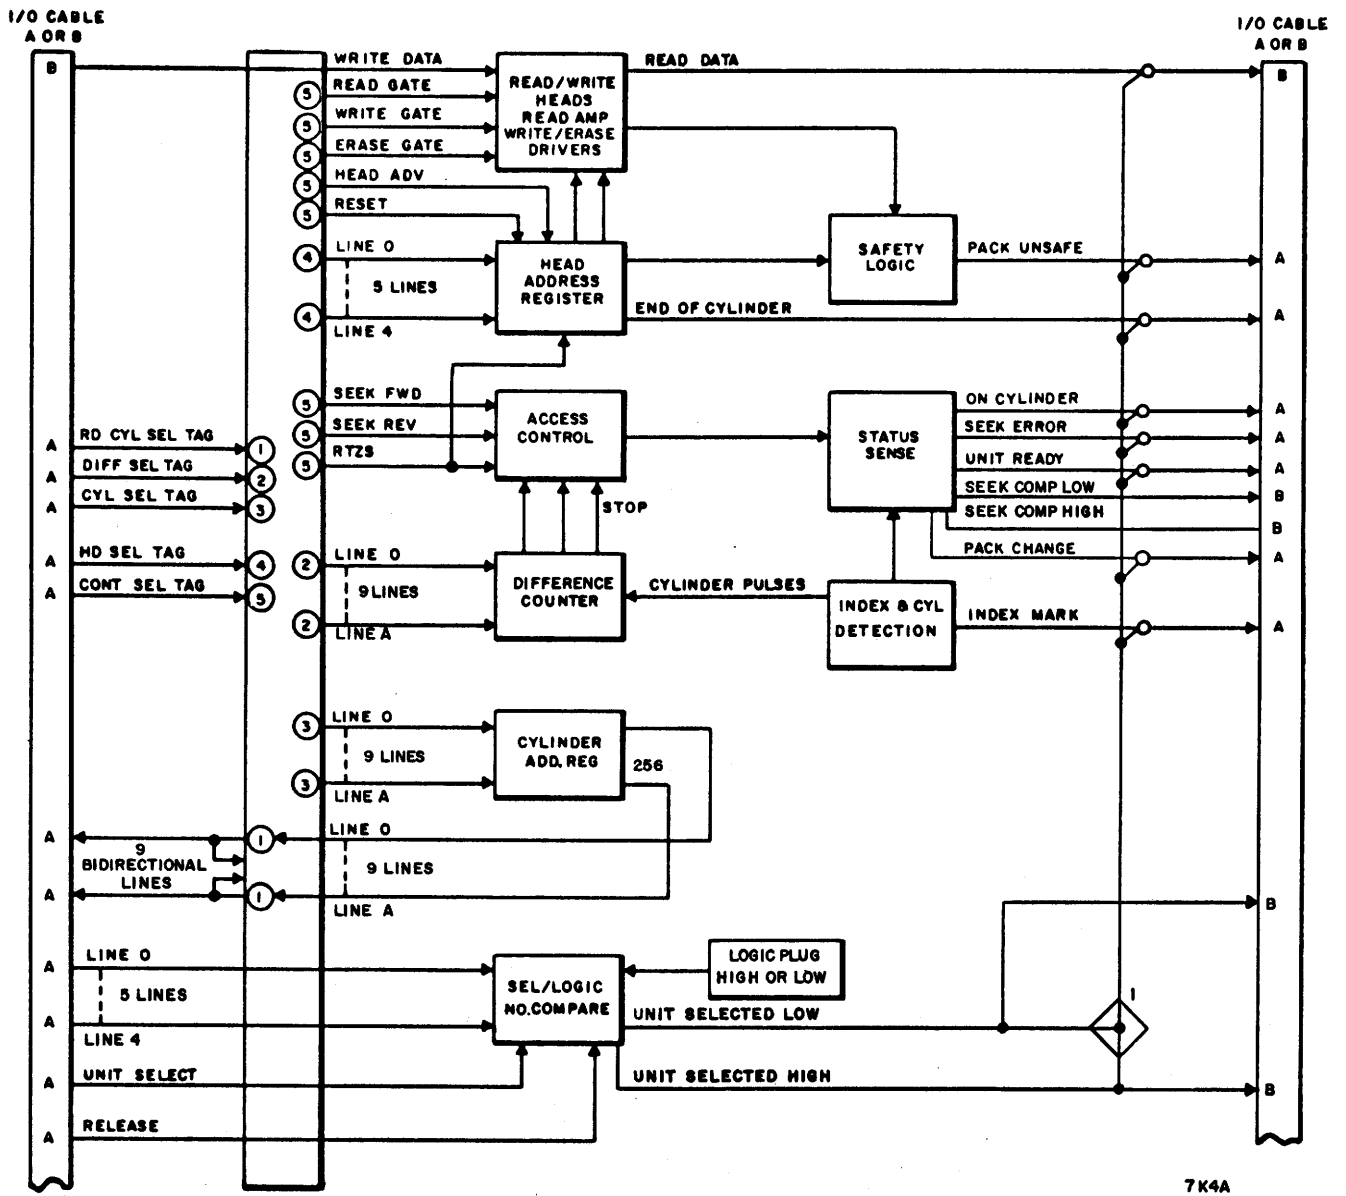 I/O CABLE
A OR B
I/O CABLE
A OR B
B
WRITE DATA
READ/WRITE
HEADS
READ AMP
WRITE/ERASE
DRIVERS
READ DATA
B
5
READ GATE
5
WRITE GATE
5
ERASE GATE
5
HEAD ADV
5
RESET
4
LINE 0
5 LINES
4
LINE 4
HEAD
ADDRESS
REGISTER
SAFETY
LOGIC
PACK UNSAFE
A
END OF CYLINDER
A
5
SEEK FWD
5
SEEK REV
5
RTZS
ACCESS
CONTROL
STATUS
SENSE
ON CYLINDER
A
SEEK ERROR
A
UNIT READY
A
SEEK COMP LOW
B
SEEK COMP HIGH
B
PACK CHANGE
A
A
RD CYL SEL TAG
1
A
DIFF SEL TAG
2
A
CYL SEL TAG
3
A
HD SEL TAG
4
A
CONT SEL TAG
5
STOP
2
LINE 0
9 LINES
2
LINE A
DIFFERENCE
COUNTER
CYLINDER PULSES
INDEX & CYL
DETECTION
INDEX MARK
A
3
LINE 0
9 LINES
3
LINE A
CYLINDER
ADD. REG
256
A
1
LINE 0
9
BIDIRECTIONAL
LINES
9 LINES
A
1
LINE A
B
A
LINE 0
5 LINES
A
LINE 4
SEL/LOGIC
NO. COMPARE
LOGIC PLUG
HIGH OR LOW
UNIT SELECTED LOW
1
A
UNIT SELECT
UNIT SELECTED HIGH
B
A
RELEASE
7K4A